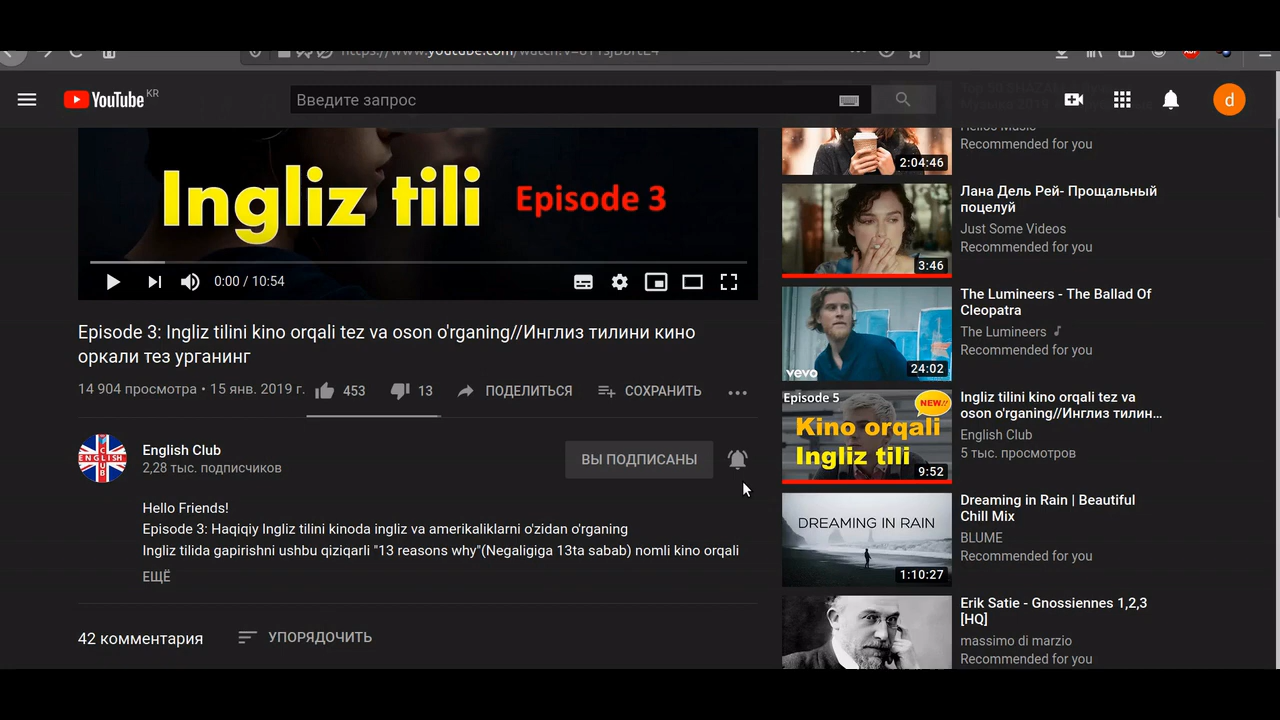 YouTube KR
Введите запрос
d
Ingliz tili Episode 3
0:00 / 10:54
Episode 3: Ingliz tilini kino orqali tez va oson o'rganing//Инглиз тилини кино
оркали тез урганинг
14 904 просмотра • 15 янв. 2019 г. 453 13 ПОДЕЛИТЬСЯ СОХРАНИТЬ
ENGLISH
CLUB
English Club
2,28 тыс. подписчиков
ВЫ ПОДПИСАНЫ
Hello Friends!
Episode 3: Haqiqiy Ingliz tilini kinoda ingliz va amerikaliklarni o'zidan o'rganing
Ingliz tilida gapirishni ushbu qiziqarli "13 reasons why"(Negaligiga 13ta sabab) nomli kino orqali
ЕЩЁ
42 комментария УПОРЯДОЧИТЬ
2:04:46
Recommended for you
3:46
Лана Дель Рей- Прощальный
поцелуй
Just Some Videos
Recommended for you
vevo
24:02
The Lumineers - The Ballad Of
Cleopatra
The Lumineers
Recommended for you
Episode 5
NEW!!
Kino orqali
Ingliz tili
9:52
Ingliz tilini kino orqali tez va
oson o'rganing//Инглиз тилин...
English Club
5 тыс. просмотров
DREAMING IN RAIN
1:10:27
Dreaming in Rain | Beautiful
Chill Mix
BLUME
Recommended for you
Erik Satie - Gnossiennes 1,2,3
[HQ]
massimo di marzio
Recommended for you